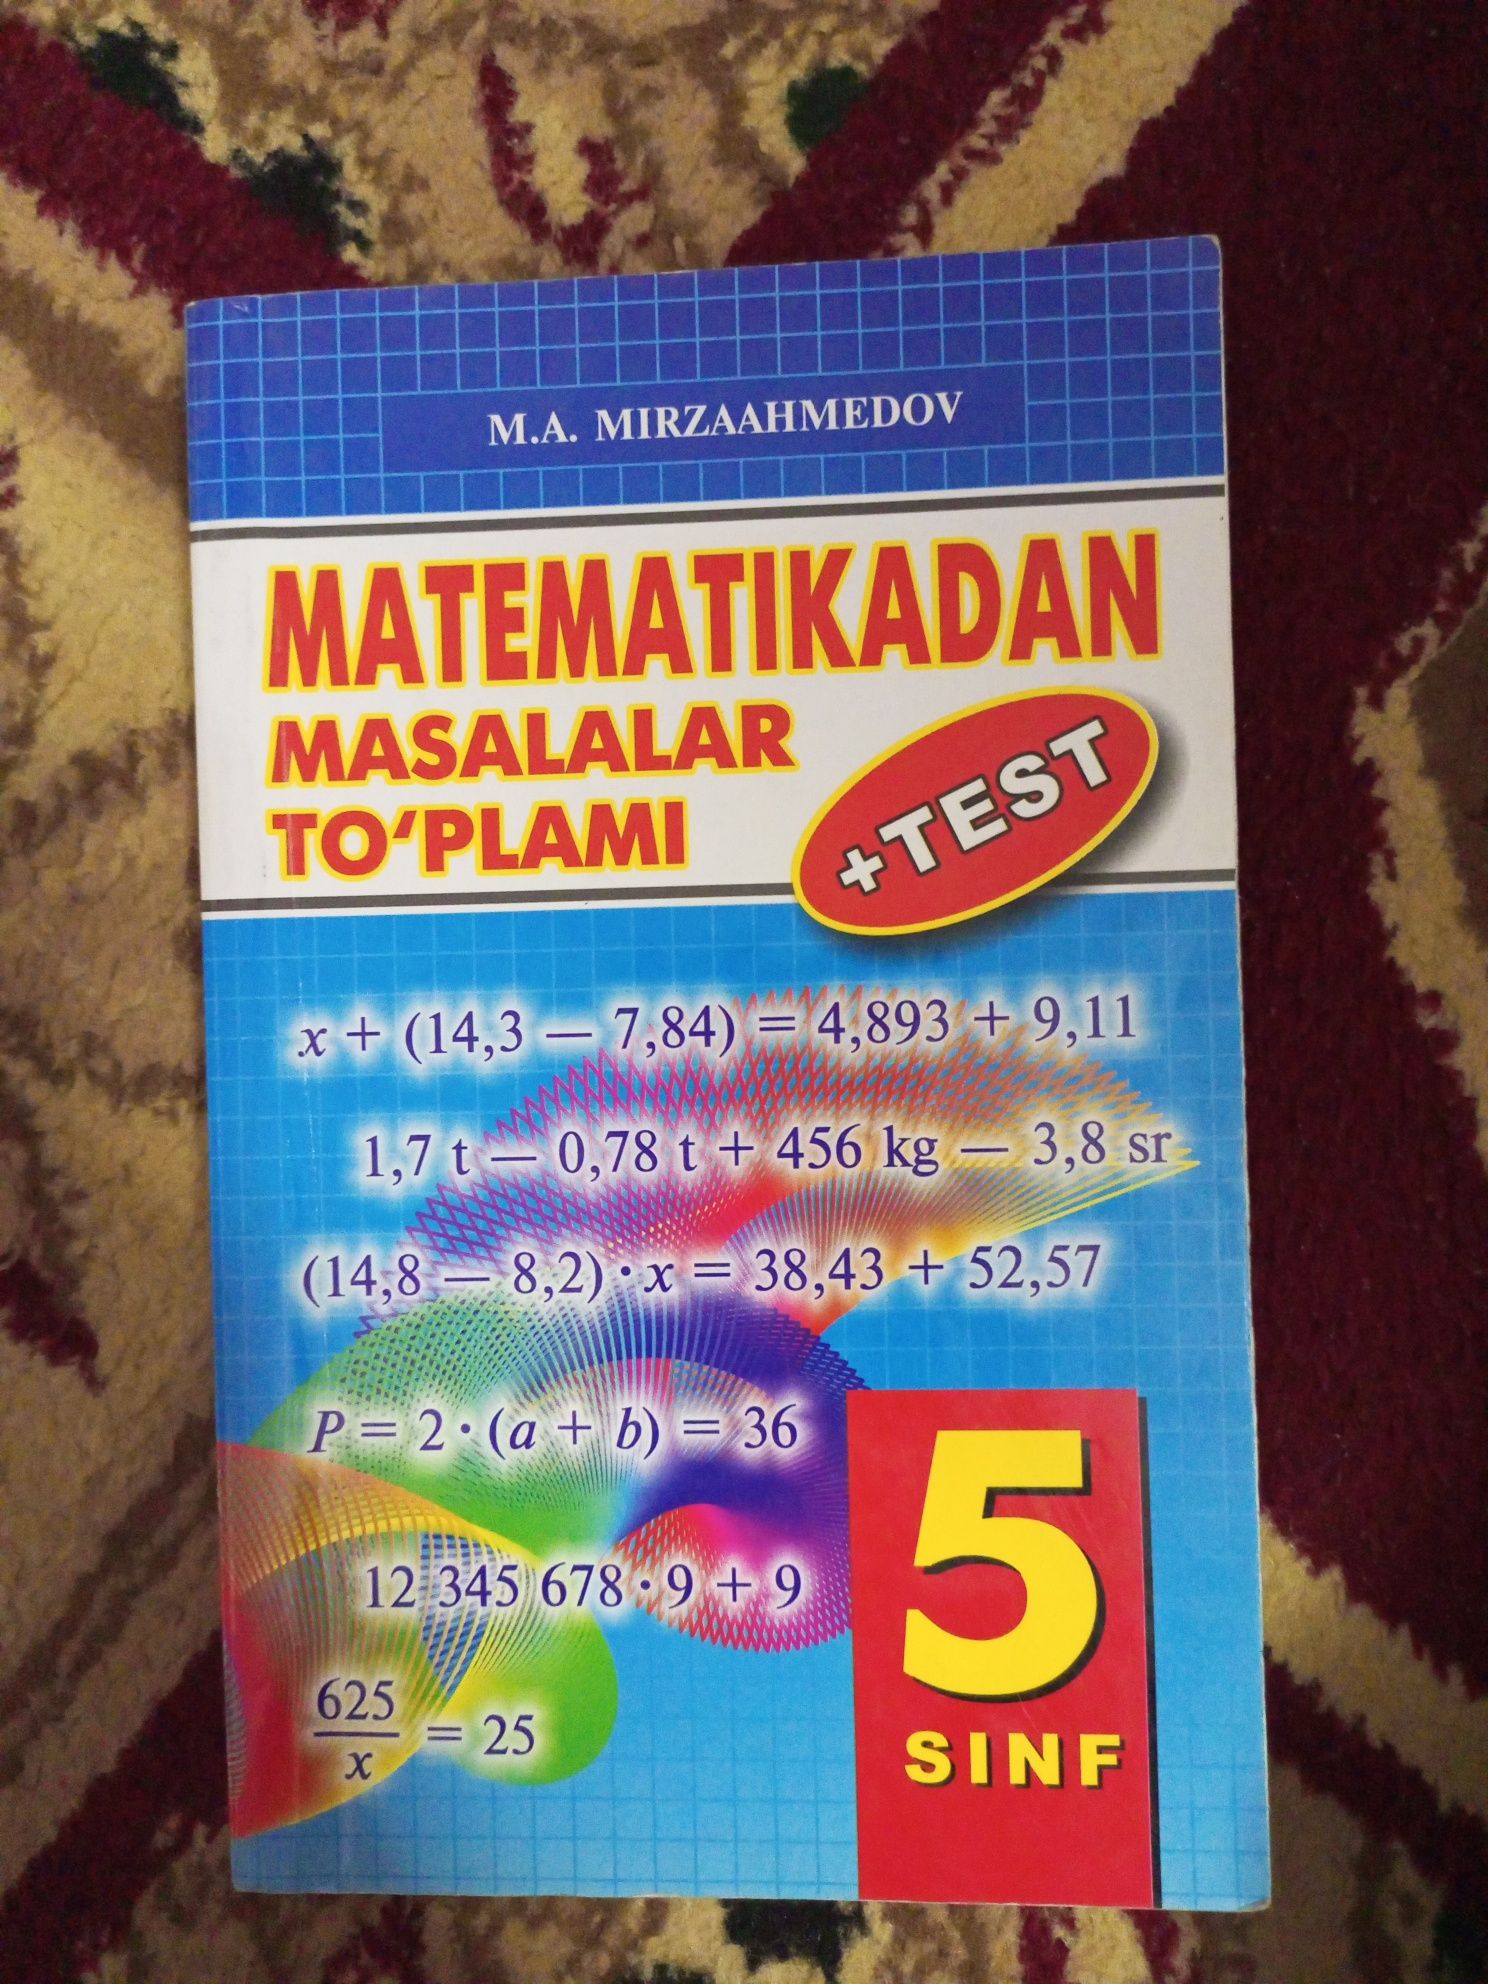 M.A. MIRZAAHMEDOV
MATEMATIKADAN
MASALALAR
TO‘PLAMI
+TEST
x + (14,3 — 7,84) = 4,893 + 9,11
1,7 t — 0,78 t + 456 kg — 3,8 sr
(14,8 — 8,2) · x = 38,43 + 52,57
P = 2 · (a + b) = 36
12 345 678 · 9 + 9
625/x = 25
5
SINF